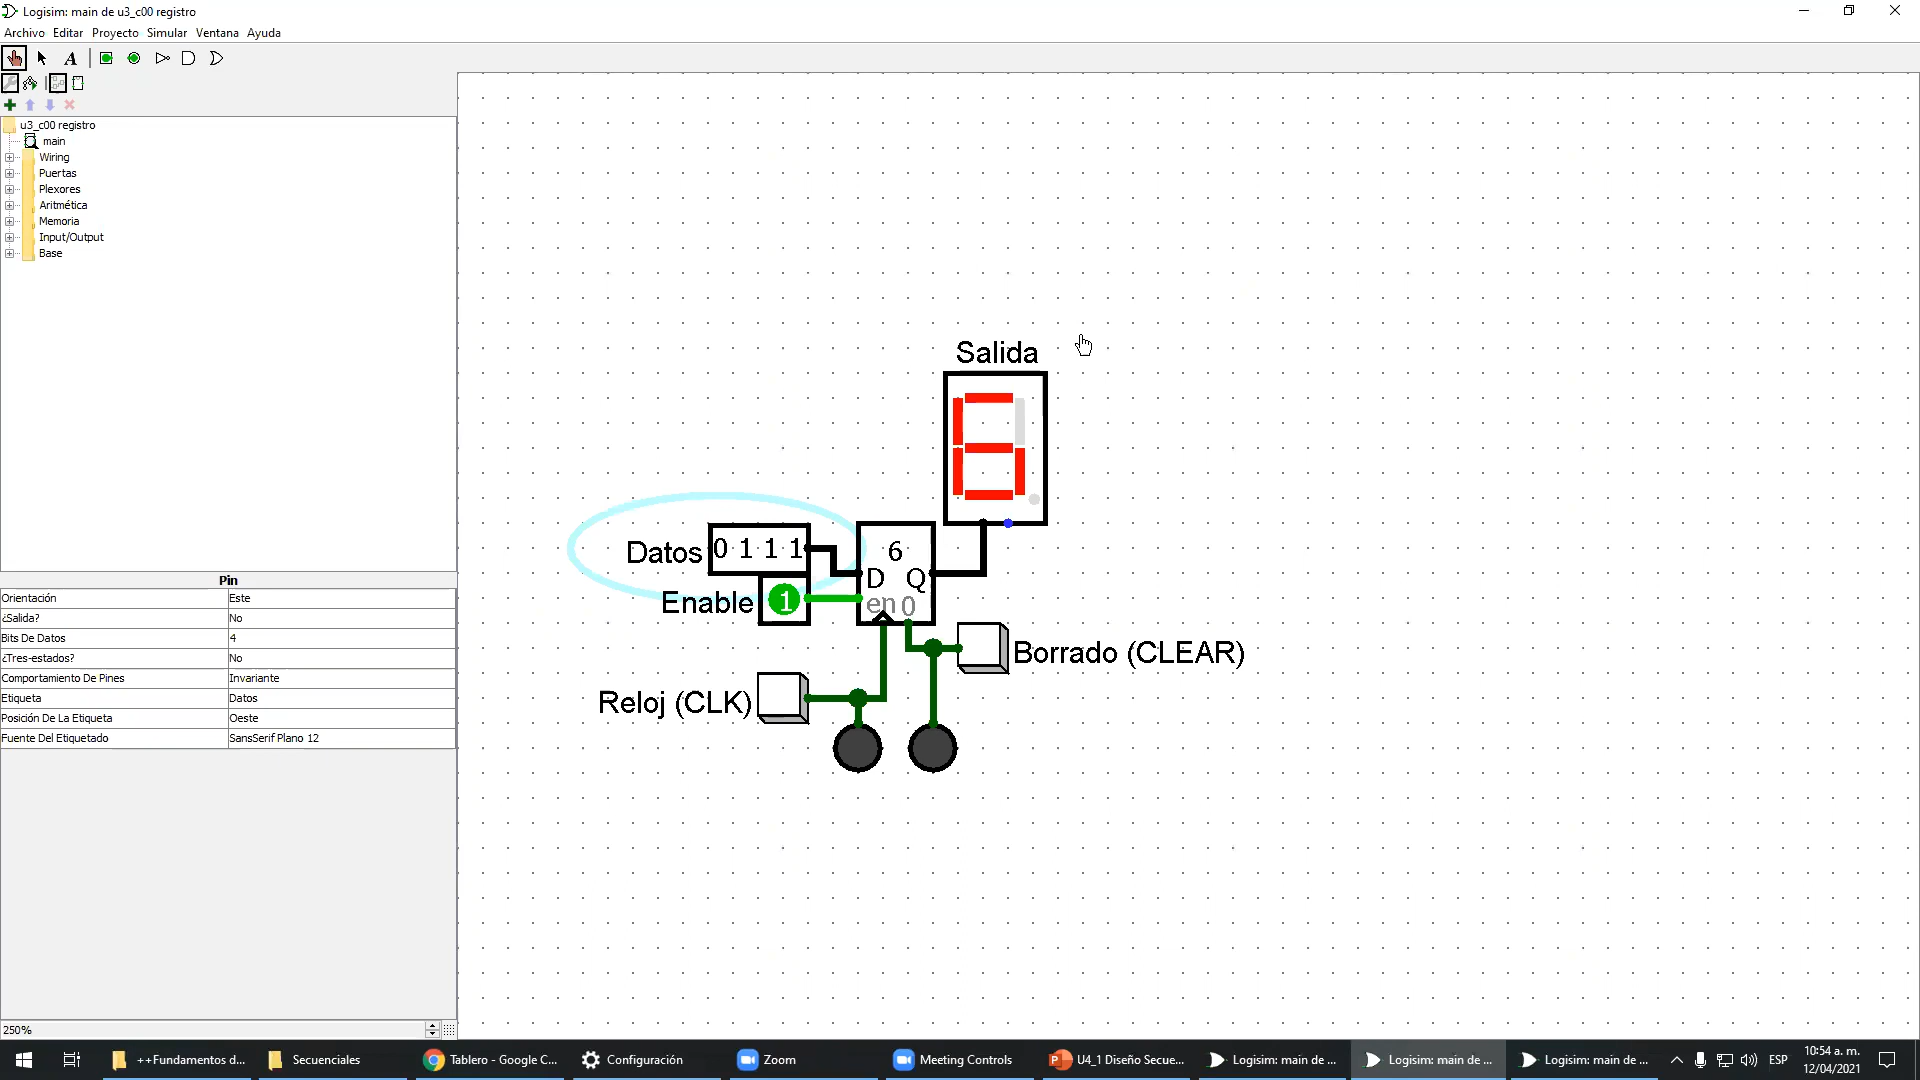 Logisim: main de u3_c00 registro
Archivo Editar Proyecto Simular Ventana Ayuda
A
u3_c00 registro
main
Wiring
Puertas
Plexores
Aritmética
Memoria
Input/Output
Base
Pin
Orientación Este
¿Salida? No
Bits De Datos 4
¿Tres-estados? No
Comportamiento De Pines Invariante
Etiqueta Datos
Posición De La Etiqueta Oeste
Fuente Del Etiquetado SansSerif Plano 12
250%
Salida
Datos 0 1 1 1
6
D Q
Enable 1
en 0
Borrado (CLEAR)
Reloj (CLK)
++Fundamentos d... Secuenciales Tablero - Google C... Configuración Zoom Meeting Controls U4_1 Diseño Secue... Logisim: main de ... Logisim: main de ... Logisim: main de ... ESP 10:54 a. m.
12/04/2021